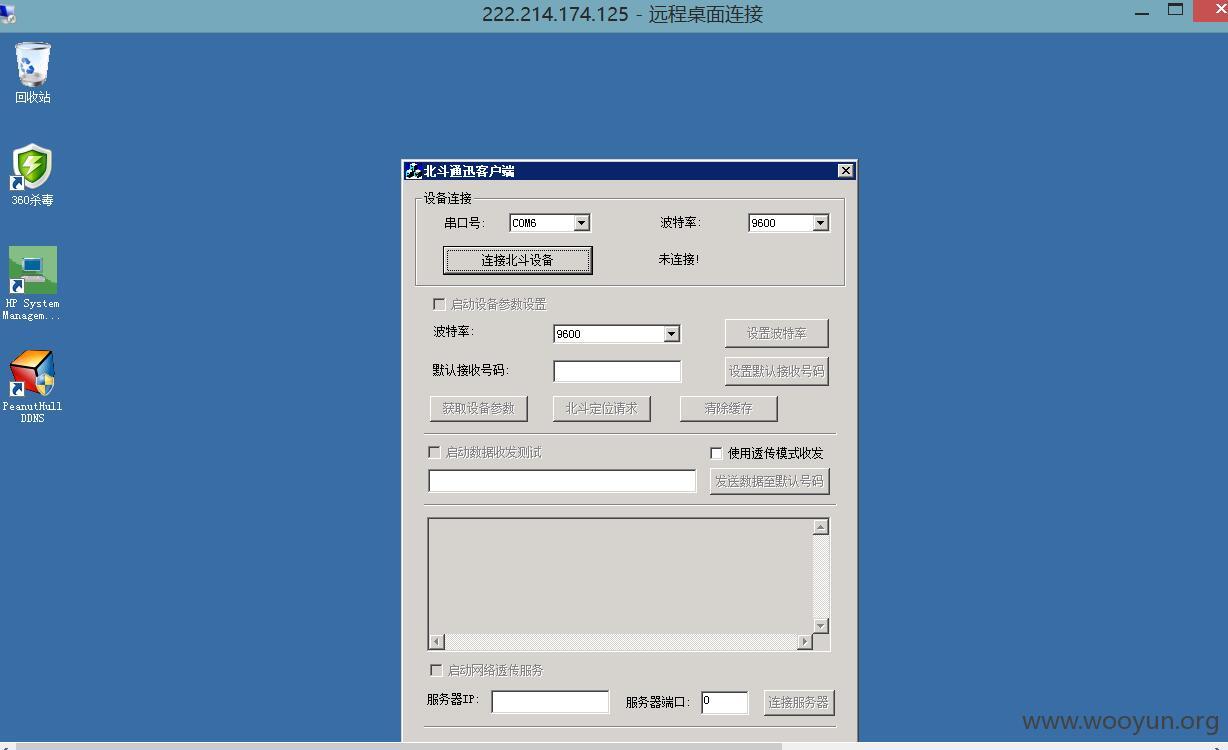 222.214.174.125 - 远程桌面连接
回收站
360杀毒
HP System
Managem...
PeanutHull
DDNS
北斗通迅客户端
设备连接
串口号: COM6 波特率: 9600
连接北斗设备 未连接!
启动设备参数设置
波特率: 9600 设置波特率
默认接收号码: 设置默认接收号码
获取设备参数 北斗定位请求 清除缓存
启动数据收发测试 使用透传模式收发
发送数据至默认号码
启动网络透传服务
服务器IP: 服务器端口: 0 连接服务器
www.wooyun.org